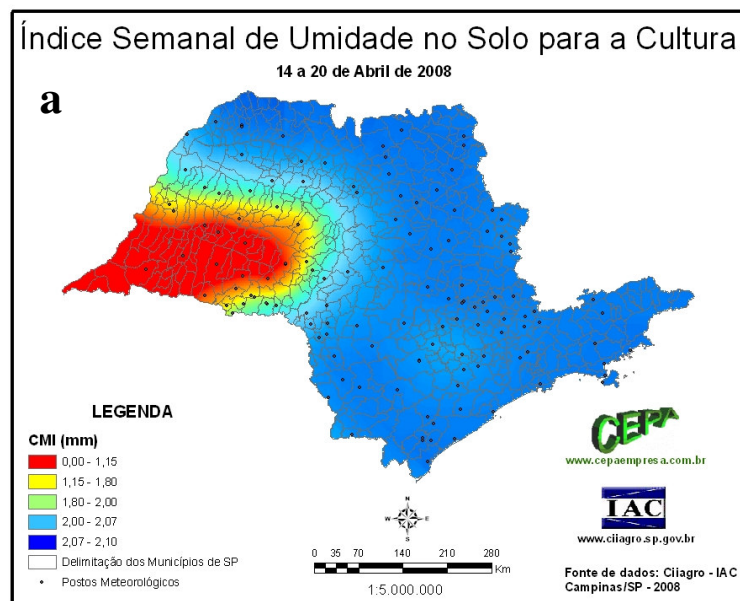 Índice Semanal de Umidade no Solo para a Cultura
14 a 20 de Abril de 2008
a
LEGENDA
CMI (mm)
0,00 - 1,15
1,15 - 1,80
1,80 - 2,00
2,00 - 2,07
2,07 - 2,10
Delimitação dos Municípios de SP
Postos Meteorológicos
N
W E
S
0 35 70 140 210 280
Km
1:5.000.000
CEPA
www.cepaempresa.com.br
IAC
www.ciiagro.sp.gov.br
Fonte de dados: Ciiagro - IAC
Campinas/SP - 2008